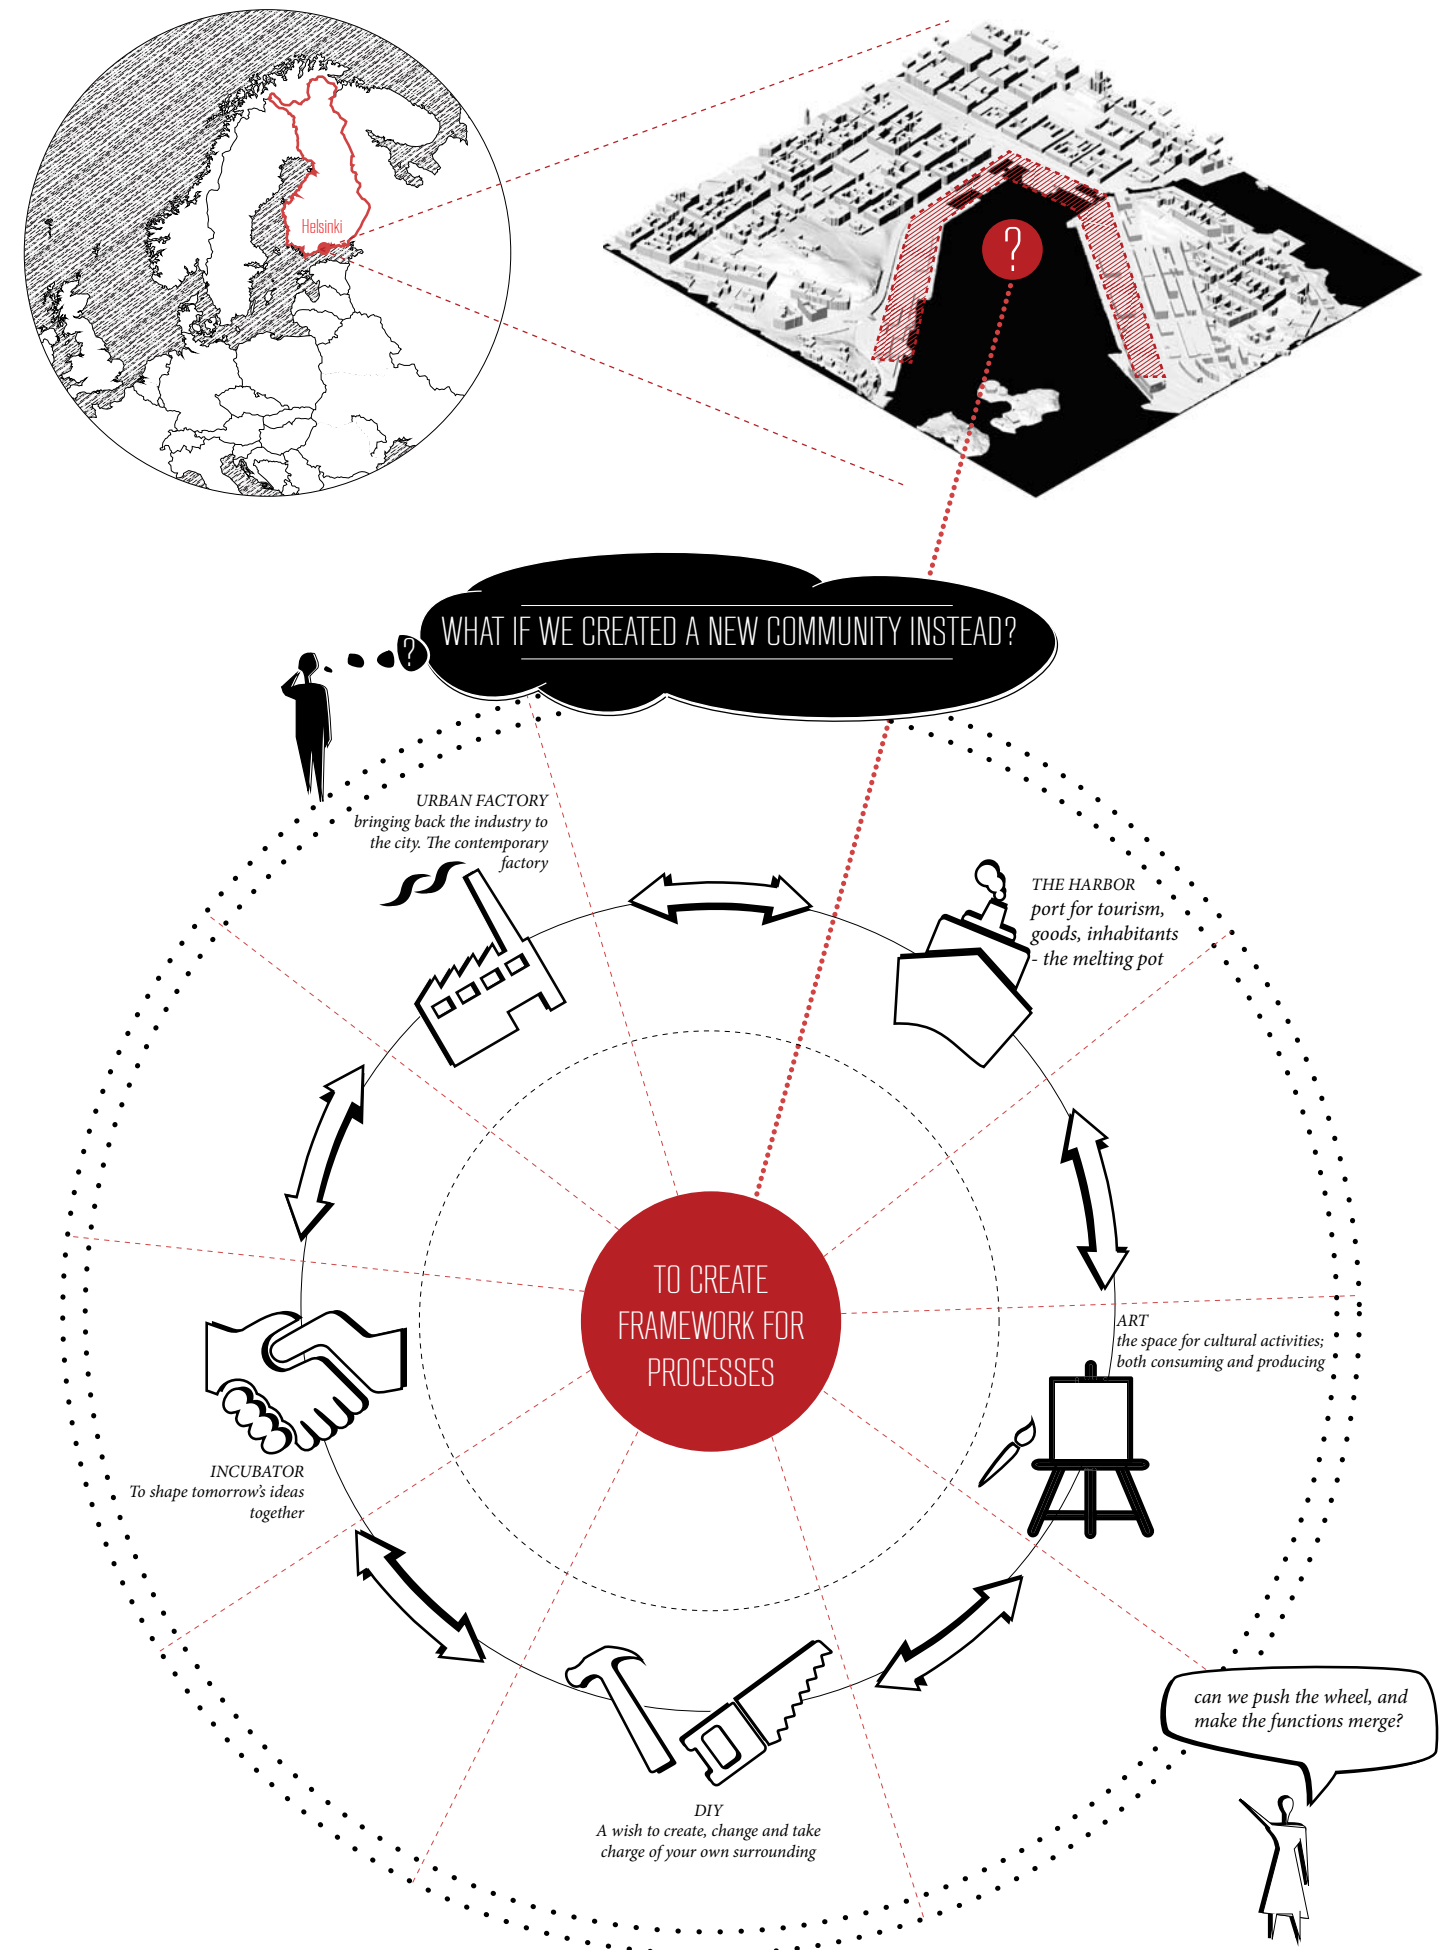 Helsinki
?
WHAT IF WE CREATED A NEW COMMUNITY INSTEAD?
?
URBAN FACTORY
bringing back the industry to
the city. The contemporary
factory
THE HARBOR
port for tourism,
goods, inhabitants
- the melting pot
TO CREATE
FRAMEWORK FOR
PROCESSES
ART
the space for cultural activities;
both consuming and producing
INCUBATOR
To shape tomorrow's ideas
together
can we push the wheel, and
make the functions merge?
DIY
A wish to create, change and take
charge of your own surrounding